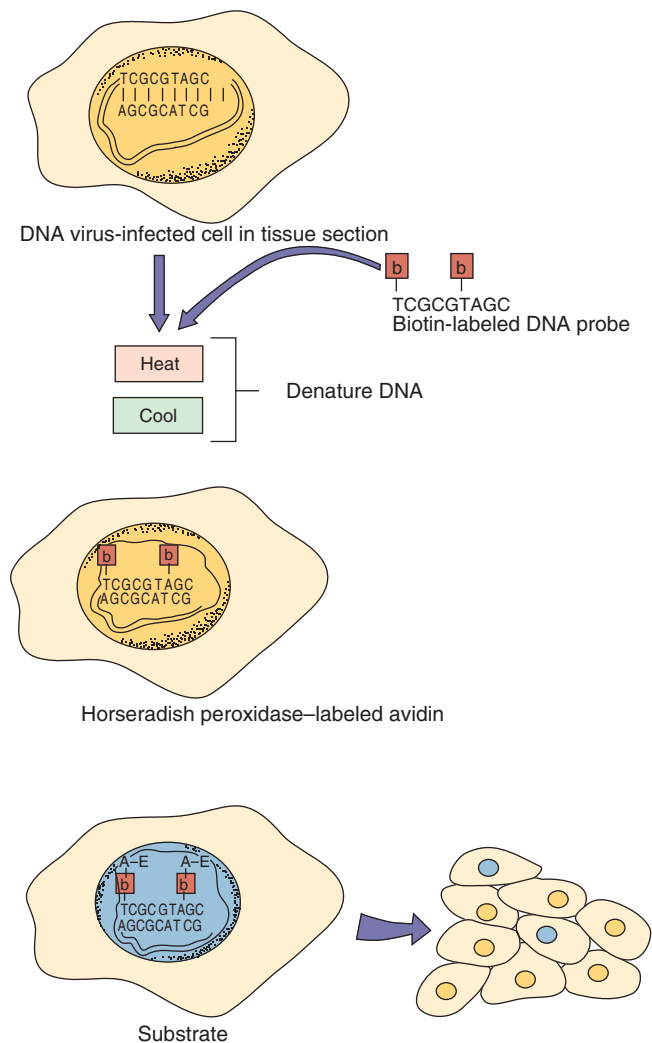 TCGCGTAGC
AGCGCATCG
DNA virus-infected cell in tissue section
b b
TCGCGTAGC
Biotin-labeled DNA probe
Heat
Cool
Denature DNA
b b
TCGCGTAGC
AGCGCATCG
Horseradish peroxidase–labeled avidin
A–E A–E
b b
TCGCGTAGC
AGCGCATCG
Substrate